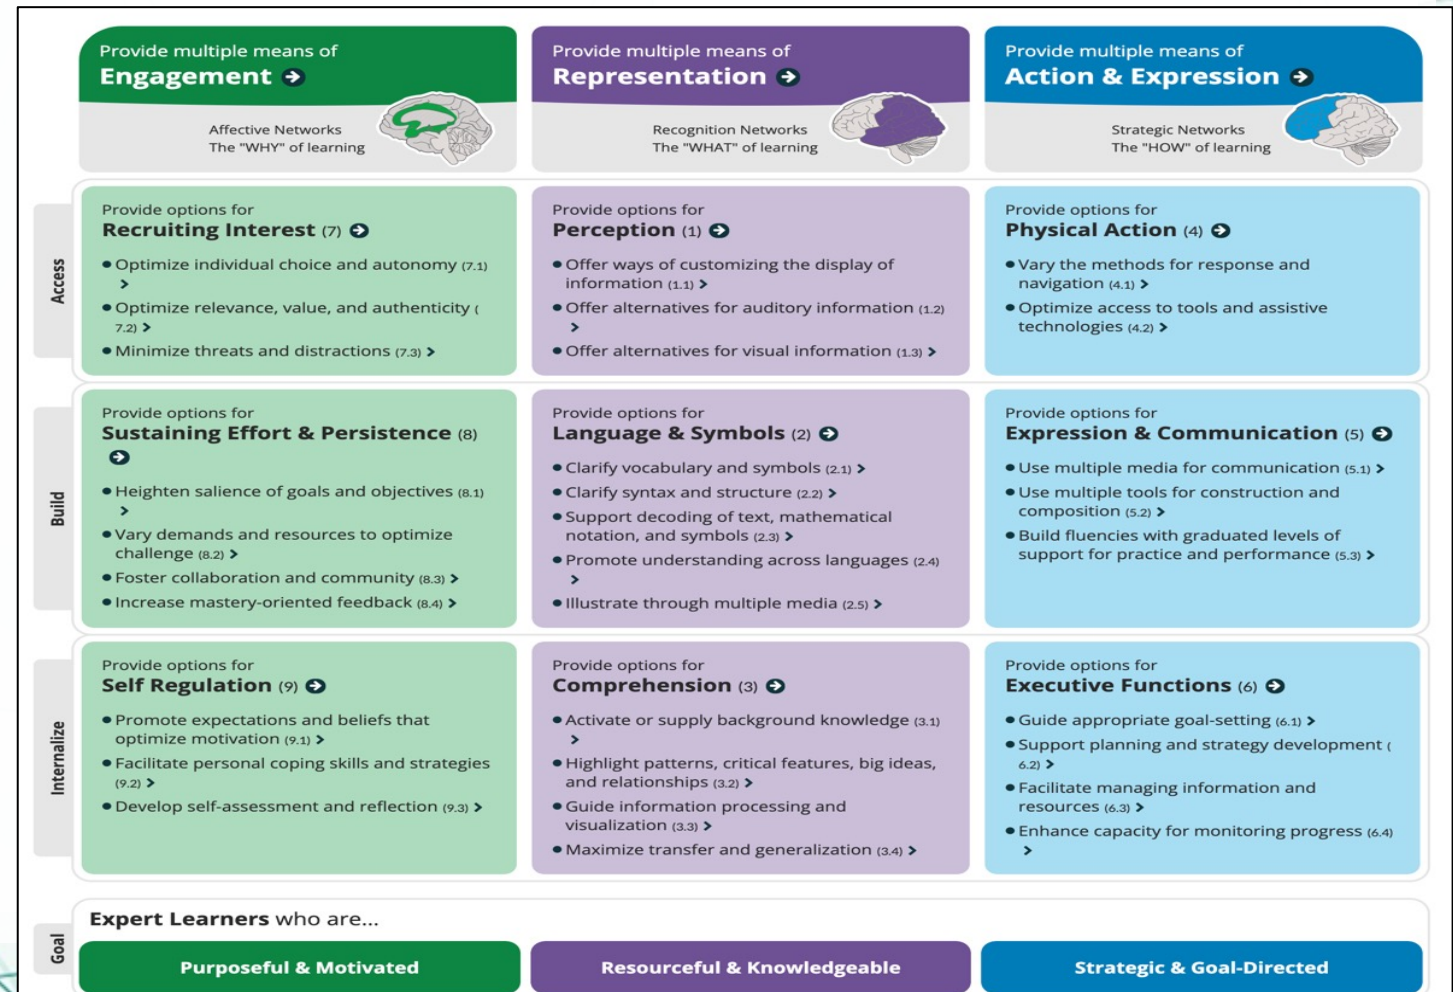 Provide multiple means of
Engagement
Affective Networks
The "WHY" of learning
Provide multiple means of
Representation
Recognition Networks
The "WHAT" of learning
Provide multiple means of
Action & Expression
Strategic Networks
The "HOW" of learning
Access
Provide options for
Recruiting Interest (7)
• Optimize individual choice and autonomy (7.1)
• Optimize relevance, value, and authenticity (
7.2)
• Minimize threats and distractions (7.3)
Provide options for
Perception (1)
• Offer ways of customizing the display of
information (1.1)
• Offer alternatives for auditory information (1.2)
• Offer alternatives for visual information (1.3)
Provide options for
Physical Action (4)
• Vary the methods for response and
navigation (4.1)
• Optimize access to tools and assistive
technologies (4.2)
Build
Provide options for
Sustaining Effort & Persistence (8)
• Heighten salience of goals and objectives (8.1)
• Vary demands and resources to optimize
challenge (8.2)
• Foster collaboration and community (8.3)
• Increase mastery-oriented feedback (8.4)
Provide options for
Language & Symbols (2)
• Clarify vocabulary and symbols (2.1)
• Clarify syntax and structure (2.2)
• Support decoding of text, mathematical
notation, and symbols (2.3)
• Promote understanding across languages (2.4)
• Illustrate through multiple media (2.5)
Provide options for
Expression & Communication (5)
• Use multiple media for communication (5.1)
• Use multiple tools for construction and
composition (5.2)
• Build fluencies with graduated levels of
support for practice and performance (5.3)
Internalize
Provide options for
Self Regulation (9)
• Promote expectations and beliefs that
optimize motivation (9.1)
• Facilitate personal coping skills and strategies
(9.2)
• Develop self-assessment and reflection (9.3)
Provide options for
Comprehension (3)
• Activate or supply background knowledge (3.1)
• Highlight patterns, critical features, big ideas,
and relationships (3.2)
• Guide information processing and
visualization (3.3)
• Maximize transfer and generalization (3.4)
Provide options for
Executive Functions (6)
• Guide appropriate goal-setting (6.1)
• Support planning and strategy development (
6.2)
• Facilitate managing information and
resources (6.3)
• Enhance capacity for monitoring progress (6.4)
Goal
Expert Learners who are...
Purposeful & Motivated
Resourceful & Knowledgeable
Strategic & Goal-Directed